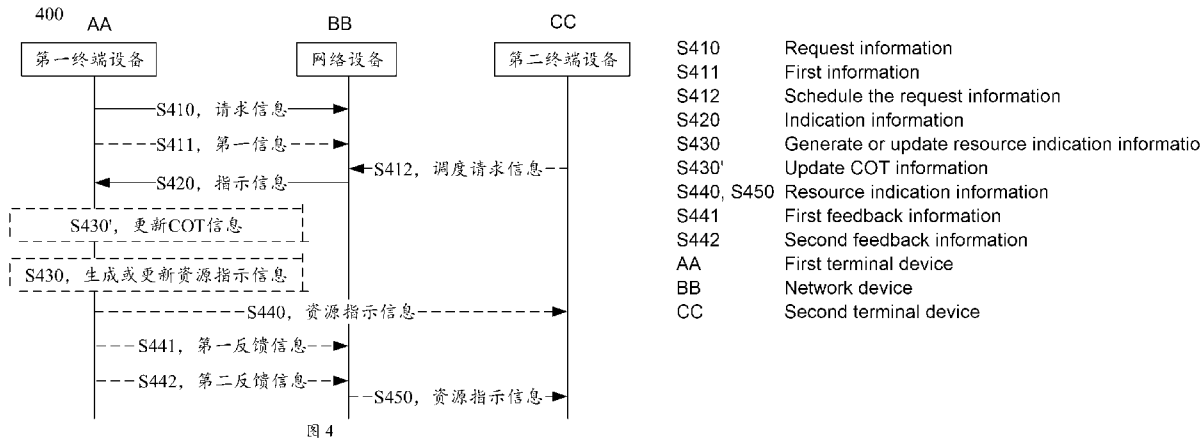 400
AA
BB
CC
第一终端设备
网络设备
第二终端设备
S410，请求信息
S411，第一信息
S412，调度请求信息
S420，指示信息
S430'，更新COT信息
S430，生成或更新资源指示信息
S440，资源指示信息
S441，第一反馈信息
S442，第二反馈信息
S450，资源指示信息
图 4
S410 Request information
S411 First information
S412 Schedule the request information
S420 Indication information
S430 Generate or update resource indication informatio
S430' Update COT information
S440, S450 Resource indication information
S441 First feedback information
S442 Second feedback information
AA First terminal device
BB Network device
CC Second terminal device